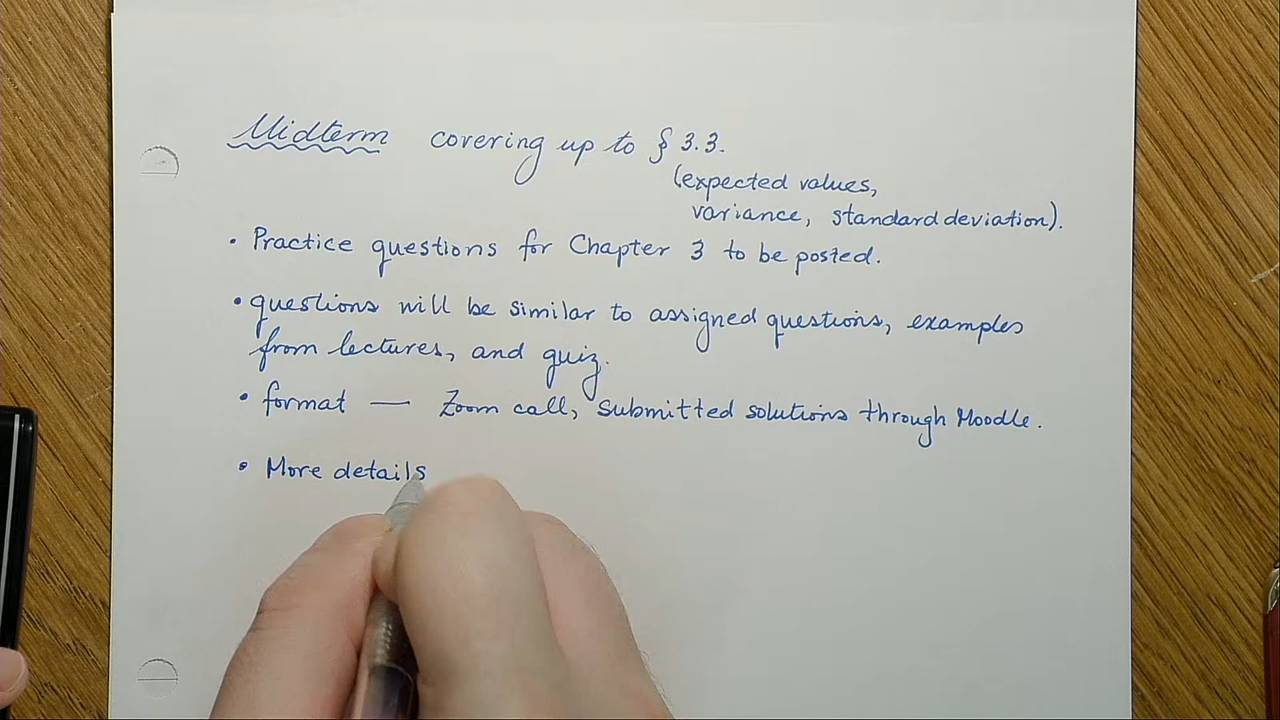 Midterm covering up to § 3.3.
(expected values,
variance, standard deviation).
• Practice questions for Chapter 3 to be posted.
• questions will be similar to assigned questions, examples
from lectures, and quiz.
• format — Zoom call, submitted solutions through Moodle.
• More details